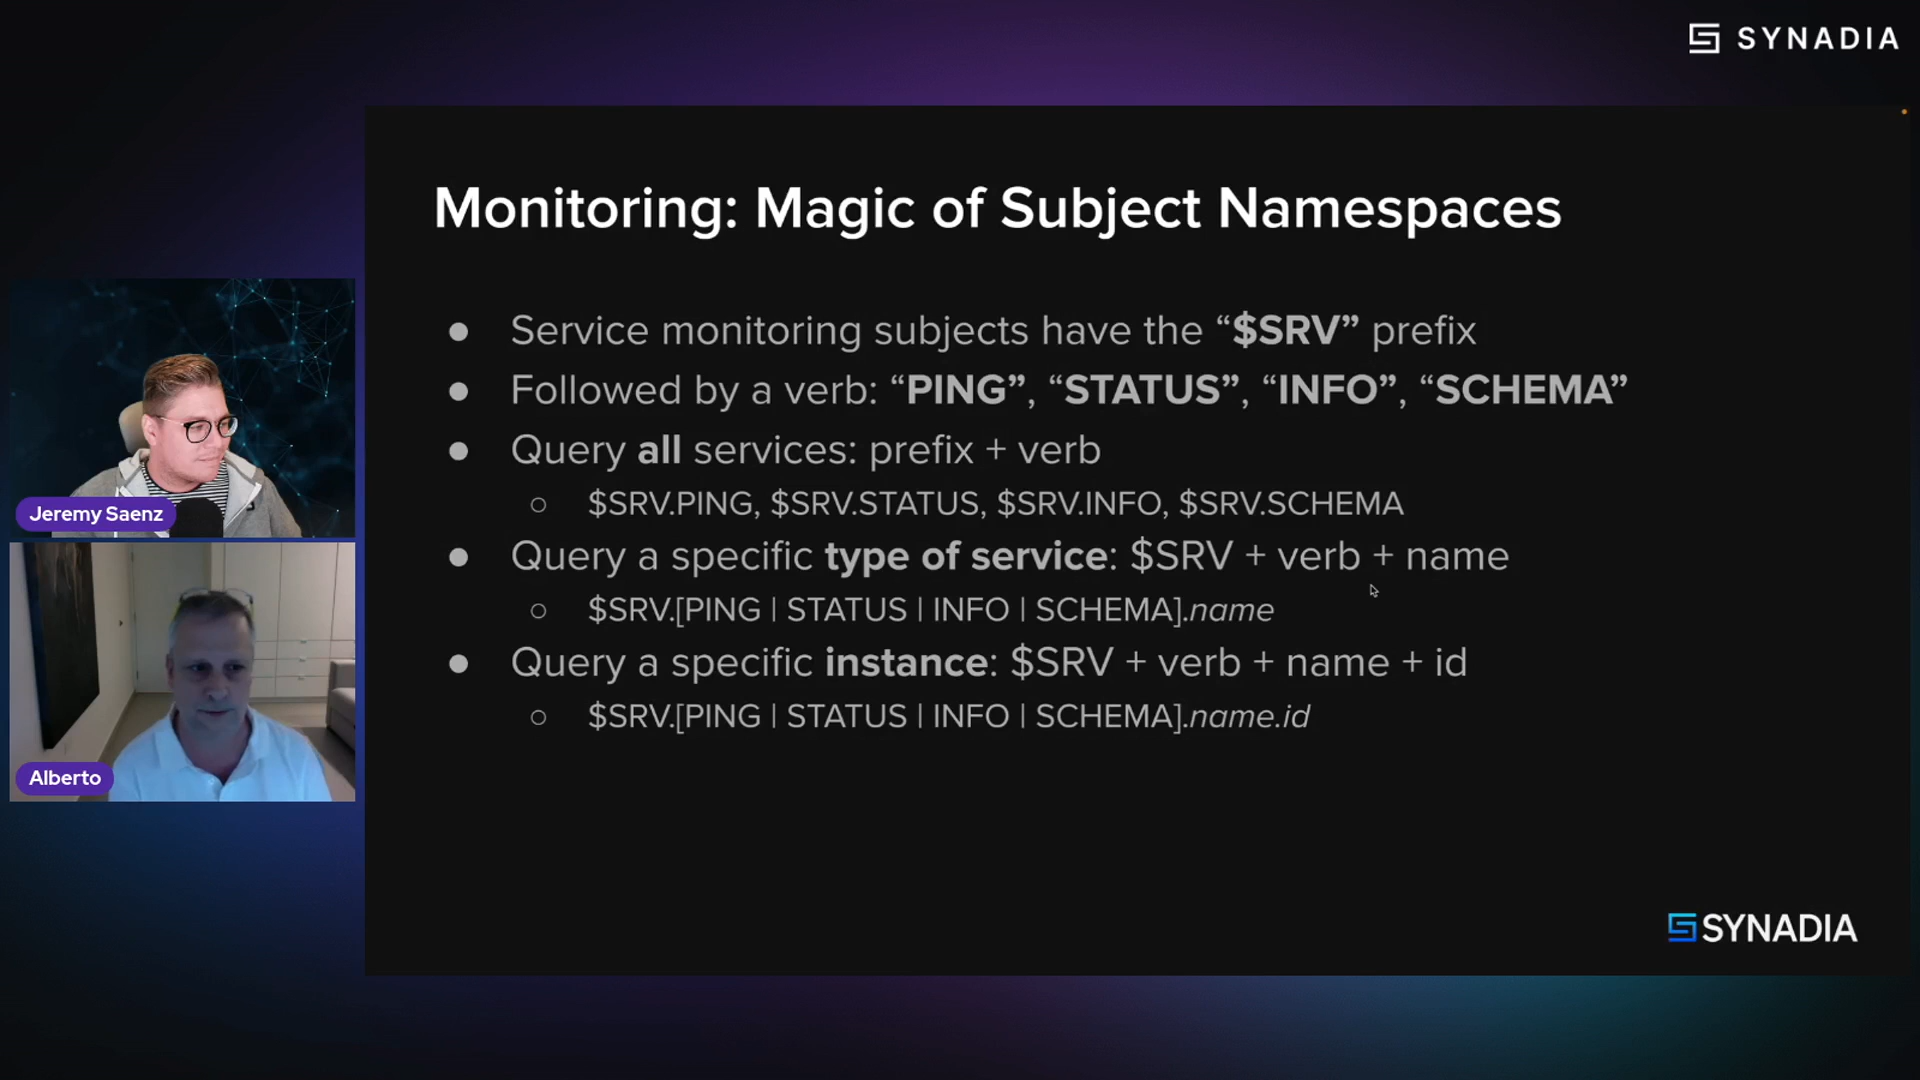 SYNADIA
Monitoring: Magic of Subject Namespaces
● Service monitoring subjects have the “$SRV” prefix
● Followed by a verb: “PING”, “STATUS”, “INFO”, “SCHEMA”
● Query all services: prefix + verb
○ $SRV.PING, $SRV.STATUS, $SRV.INFO, $SRV.SCHEMA
● Query a specific type of service: $SRV + verb + name
○ $SRV.[PING | STATUS | INFO | SCHEMA].name
● Query a specific instance: $SRV + verb + name + id
○ $SRV.[PING | STATUS | INFO | SCHEMA].name.id
Jeremy Saenz
Alberto
SYNADIA